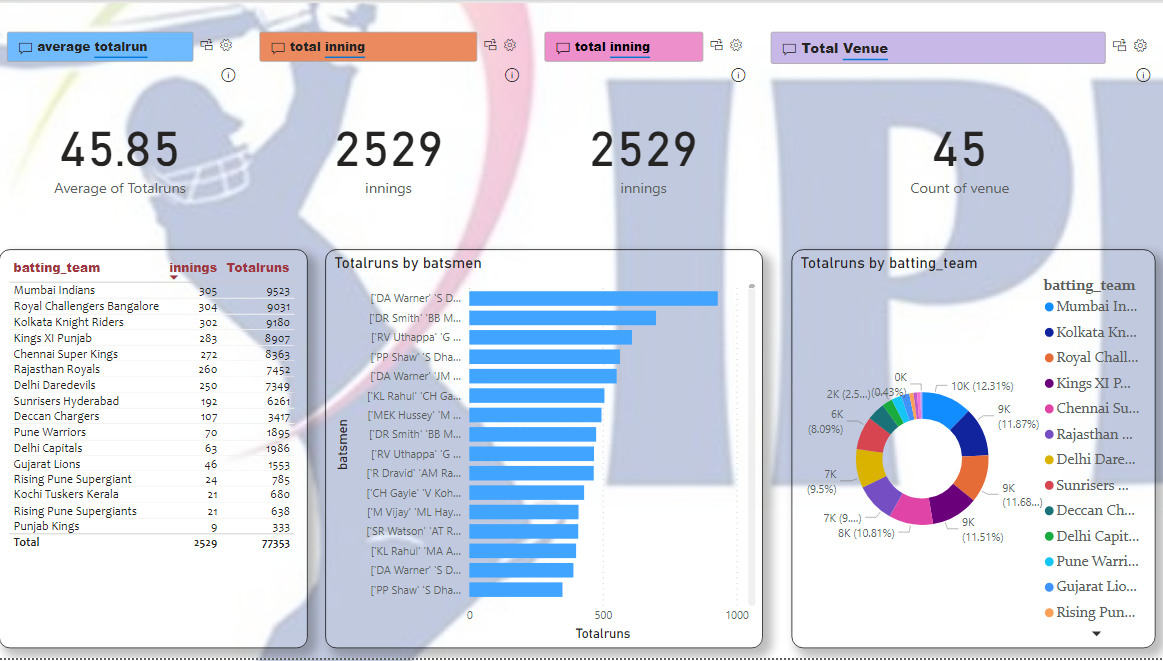 average totalrun
total inning
total inning
Total Venue
45.85
Average of Totalruns
2529
innings
2529
innings
45
Count of venue
IPL
batting_team innings Totalruns
Mumbai Indians 305 9523
Royal Challengers Bangalore 304 9031
Kolkata Knight Riders 302 9180
Kings XI Punjab 283 8907
Chennai Super Kings 272 8363
Rajasthan Royals 260 7452
Delhi Daredevils 250 7349
Sunrisers Hyderabad 192 6261
Deccan Chargers 107 3417
Pune Warriors 70 1895
Delhi Capitals 63 1986
Gujarat Lions 46 1553
Rising Pune Supergiant 24 785
Kochi Tuskers Kerala 21 680
Rising Pune Supergiants 21 638
Punjab Kings 9 333
Total 2529 77353
Totalruns by batsmen
batsmen
['DA Warner' 'S D...
['DR Smith' 'BB M...
['RV Uthappa' 'G ...
['PP Shaw' 'S Dha...
['DA Warner' 'JM ...
['KL Rahul' 'CH Ga...
['MEK Hussey' 'M ...
['DR Smith' 'BB M...
['RV Uthappa' 'G ...
['R Dravid' 'AM Ra...
['CH Gayle' 'V Koh...
['M Vijay' 'ML Hay...
['SR Watson' 'AT R...
['KL Rahul' 'MA A...
['DA Warner' 'S D...
['PP Shaw' 'S Dha...
0 500 1000
Totalruns
Totalruns by batting_team
0K
10K (12.31%)
2K (2.5...)
(0.43%)
9K
(11.87%)
6K
(8.09%)
7K
(9.5%)
9K
(11.68...)
7K (9....)
9K
(11.51%)
8K (10.81%)
batting_team
Mumbai In...
Kolkata Kn...
Royal Chall...
Kings XI P...
Chennai Su...
Rajasthan ...
Delhi Dare...
Sunrisers ...
Deccan Ch...
Delhi Capit...
Pune Warri...
Gujarat Lio...
Rising Pun...